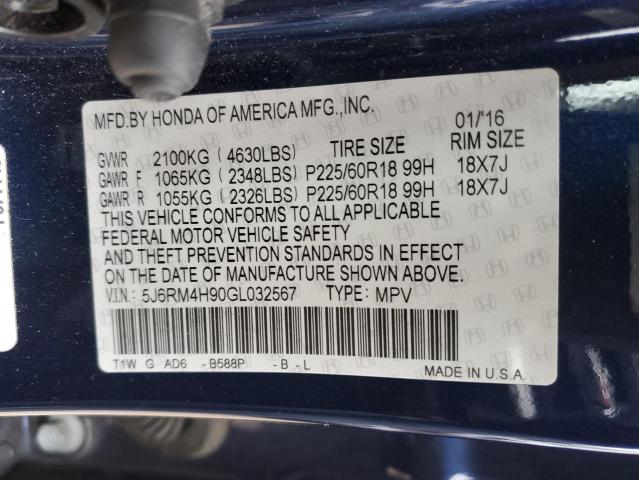 MFD.BY HONDA OF AMERICA MFG.,INC. 01/'16
GVWR 2100KG (4630LBS) TIRE SIZE RIM SIZE
GAWR F 1065KG (2348LBS) P225/60R18 99H 18X7J
GAWR R 1055KG (2326LBS) P225/60R18 99H 18X7J
THIS VEHICLE CONFORMS TO ALL APPLICABLE
FEDERAL MOTOR VEHICLE SAFETY
AND THEFT PREVENTION STANDARDS IN EFFECT
ON THE DATE OF MANUFACTURE SHOWN ABOVE.
V.I.N.: 5J6RM4H90GL032567 TYPE: MPV
T1W G AD6 -B588P -B -L
MADE IN U.S.A.